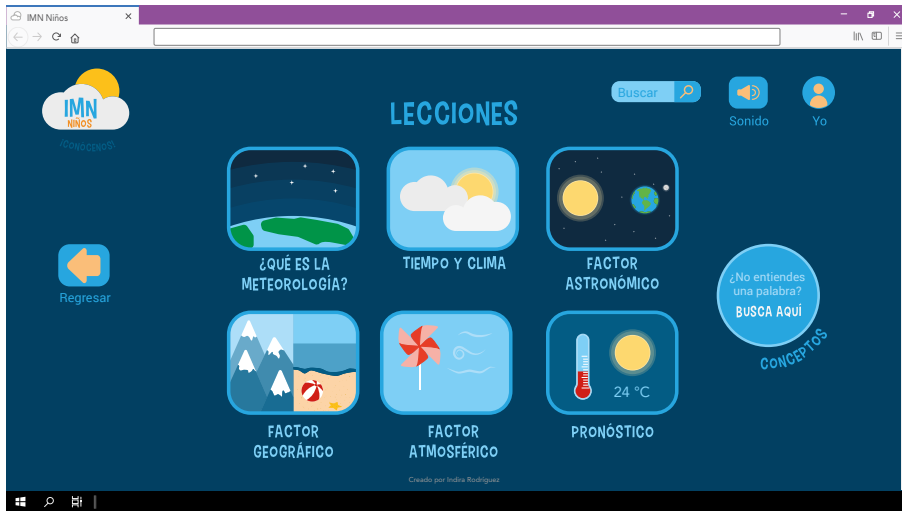 IMN Niños
IMN
NIÑOS
¡CONÓCENOS!
LECCIONES
Buscar
Sonido
Yo
¿QUÉ ES LA
METEOROLOGÍA?
TIEMPO Y CLIMA
FACTOR
ASTRONÓMICO
Regresar
¿No entiendes
una palabra?
BUSCA AQUÍ
CONCEPTOS
24 °C
FACTOR
GEOGRÁFICO
FACTOR
ATMOSFÉRICO
PRONÓSTICO
Creado por Indira Rodríguez